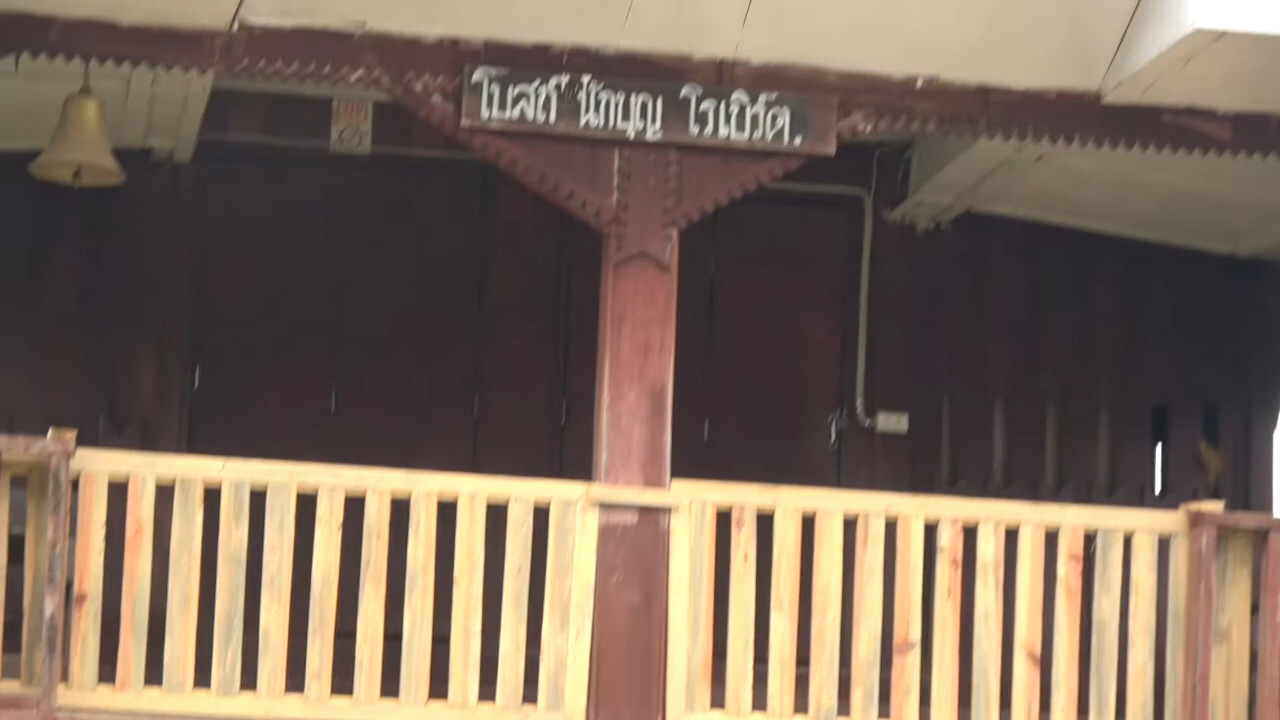 โบสถ์ นักบุญ โรเบิร์ต.